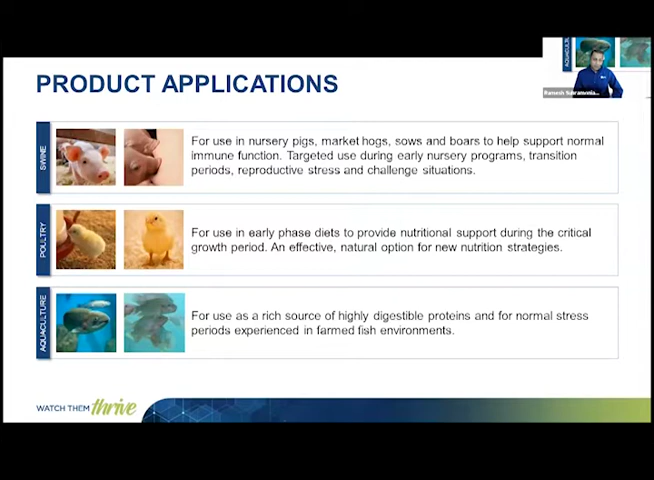 PRODUCT APPLICATIONS
SWINE
For use in nursery pigs, market hogs, sows and boars to help support normal
immune function. Targeted use during early nursery programs, transition
periods, reproductive stress and challenge situations.
POULTRY
For use in early phase diets to provide nutritional support during the critical
growth period. An effective, natural option for new nutrition strategies.
AQUACULTURE
For use as a rich source of highly digestible proteins and for normal stress
periods experienced in farmed fish environments.
WATCH THEM thrive